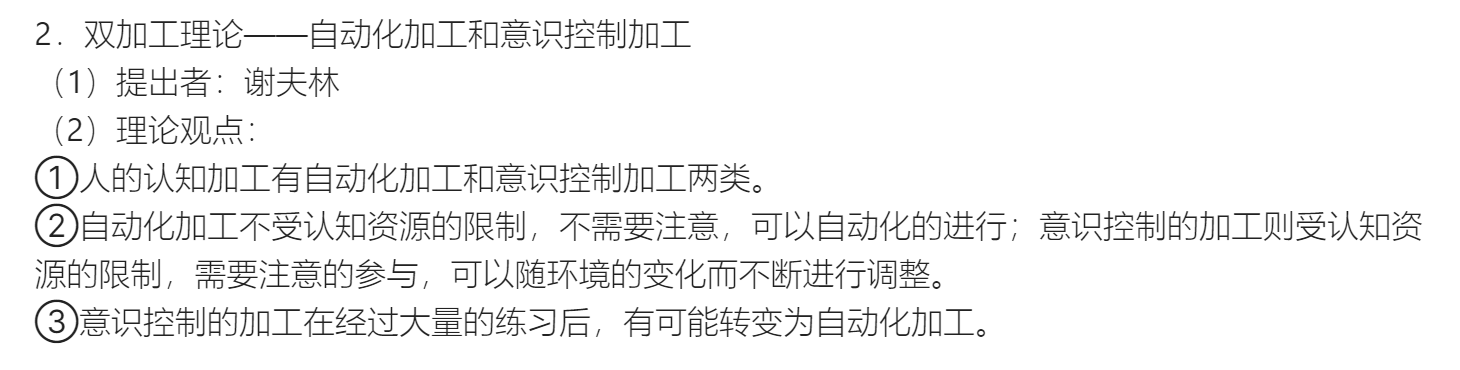 2．双加工理论——自动化加工和意识控制加工
（1）提出者：谢夫林
（2）理论观点：
①人的认知加工有自动化加工和意识控制加工两类。
②自动化加工不受认知资源的限制，不需要注意，可以自动化的进行；意识控制的加工则受认知资
源的限制，需要注意的参与，可以随环境的变化而不断进行调整。
③意识控制的加工在经过大量的练习后，有可能转变为自动化加工。